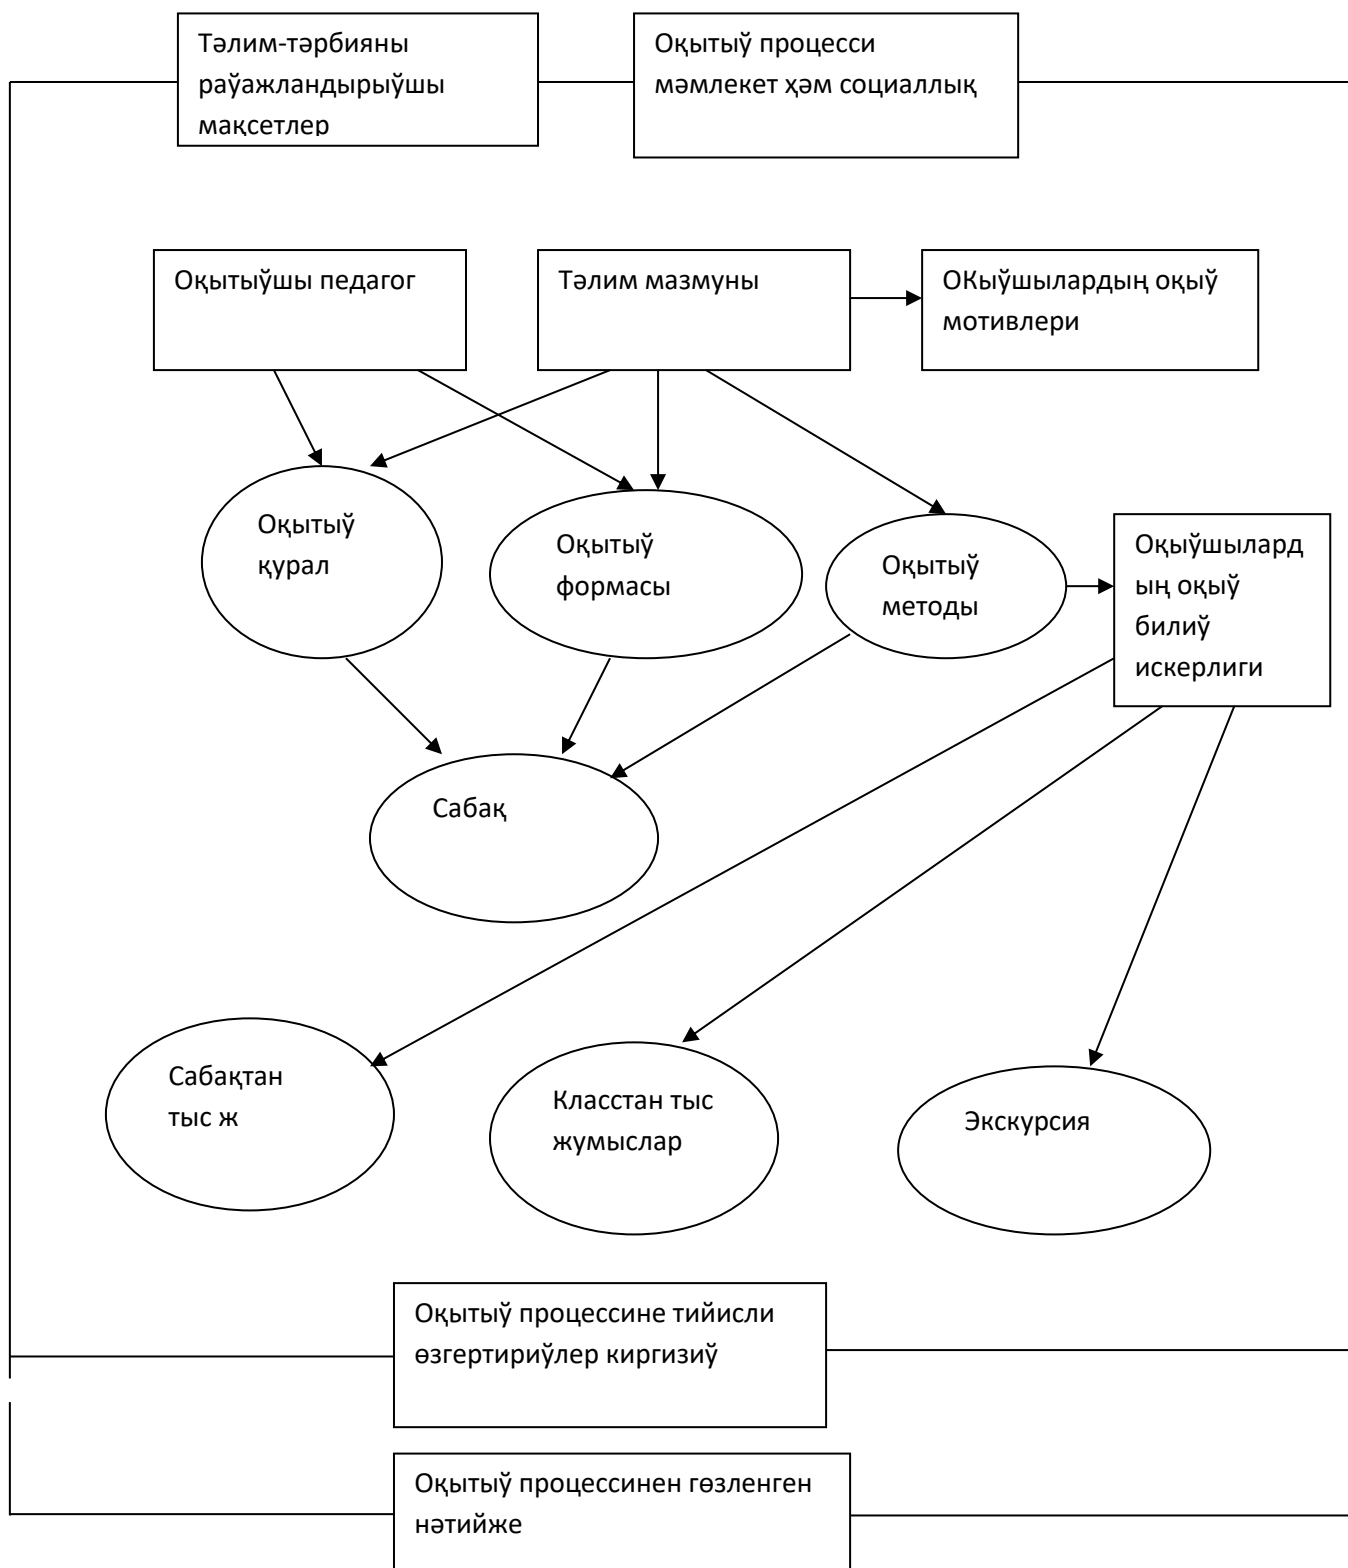 Тәлим-тәрбияны
раўажландырыўшы
мақсетлер
Оқытыў процесси
мәмлекет ҳәм социаллық
Оқытыўшы педагог
Тәлим мазмуны
ОКыўшылардың оқыў
мотивлери
Оқытыў
қурал
Оқытыў
формасы
Оқытыў
методы
Оқыўшылард
ың оқыў
билиў
искерлиги
Сабақ
Сабақтан
тыс ж
Класстан тыс
жумыслар
Экскурсия
Оқытыў процессине тийисли
өзгертириўлер киргизиў
Оқытыў процессинен гөзленген
нәтийже